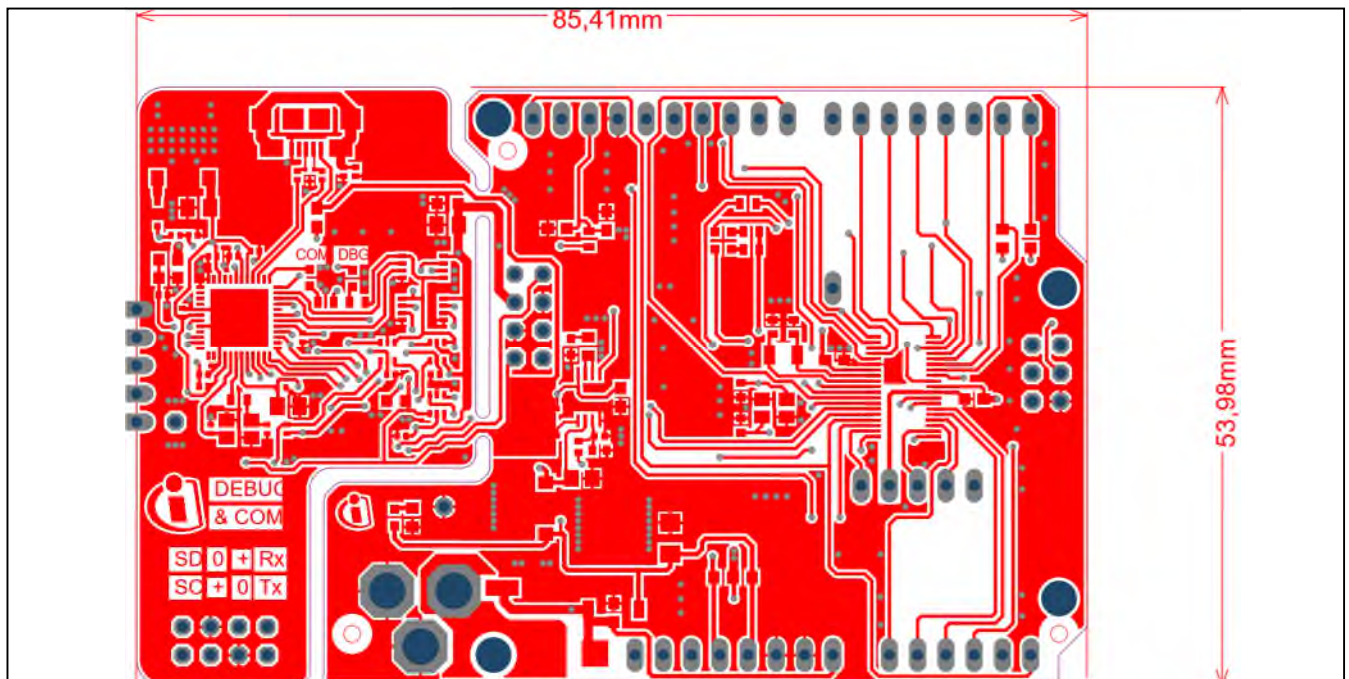 85,41mm
COM DBG
53,98mm
DEBUG
& COM
SD 0 + Rx
SC + 0 Tx